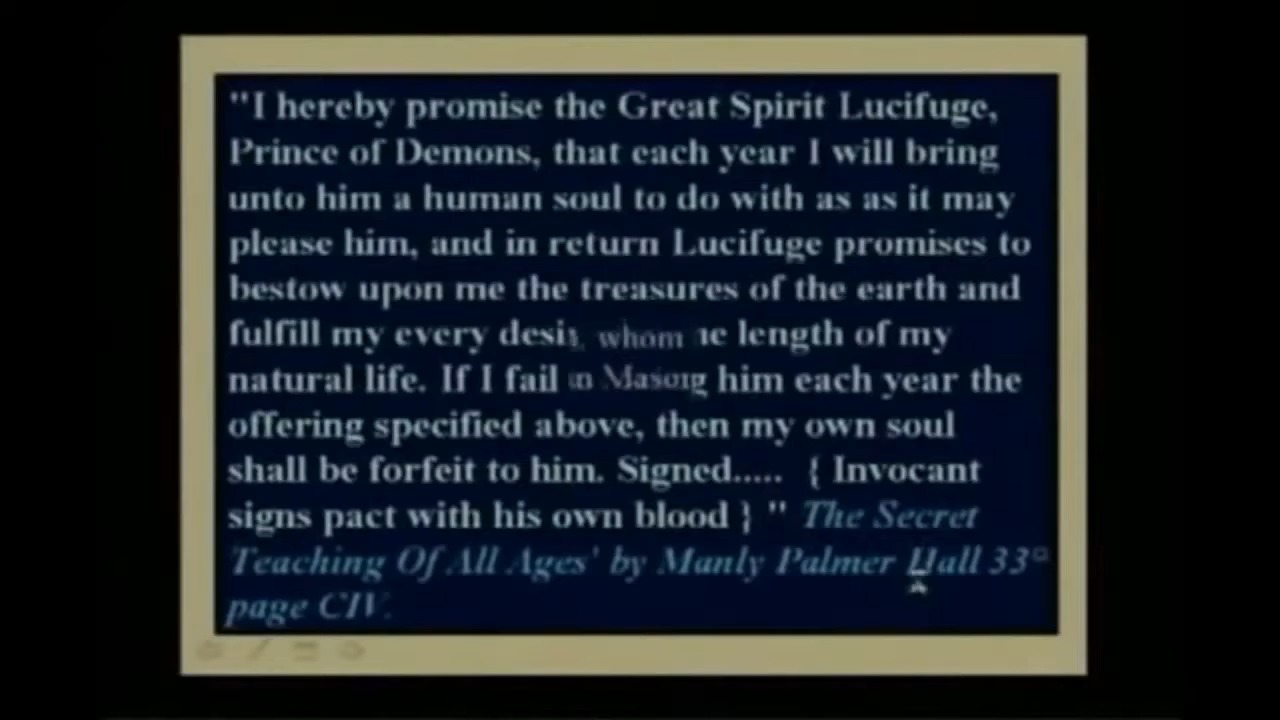 "I hereby promise the Great Spirit Lucifuge,
Prince of Demons, that each year I will bring
unto him a human soul to do with as as it may
please him, and in return Lucifuge promises to
bestow upon me the treasures of the earth and
fulfill my every whom length of my
natural life. If I fail him each year the
offering specified above, then my own soul
shall be forfeit to him. Signed..... { Invocant
signs pact with his own blood } " The Secret
Teaching Of All Ages' by Manly Palmer Hall 33°
page CIV.